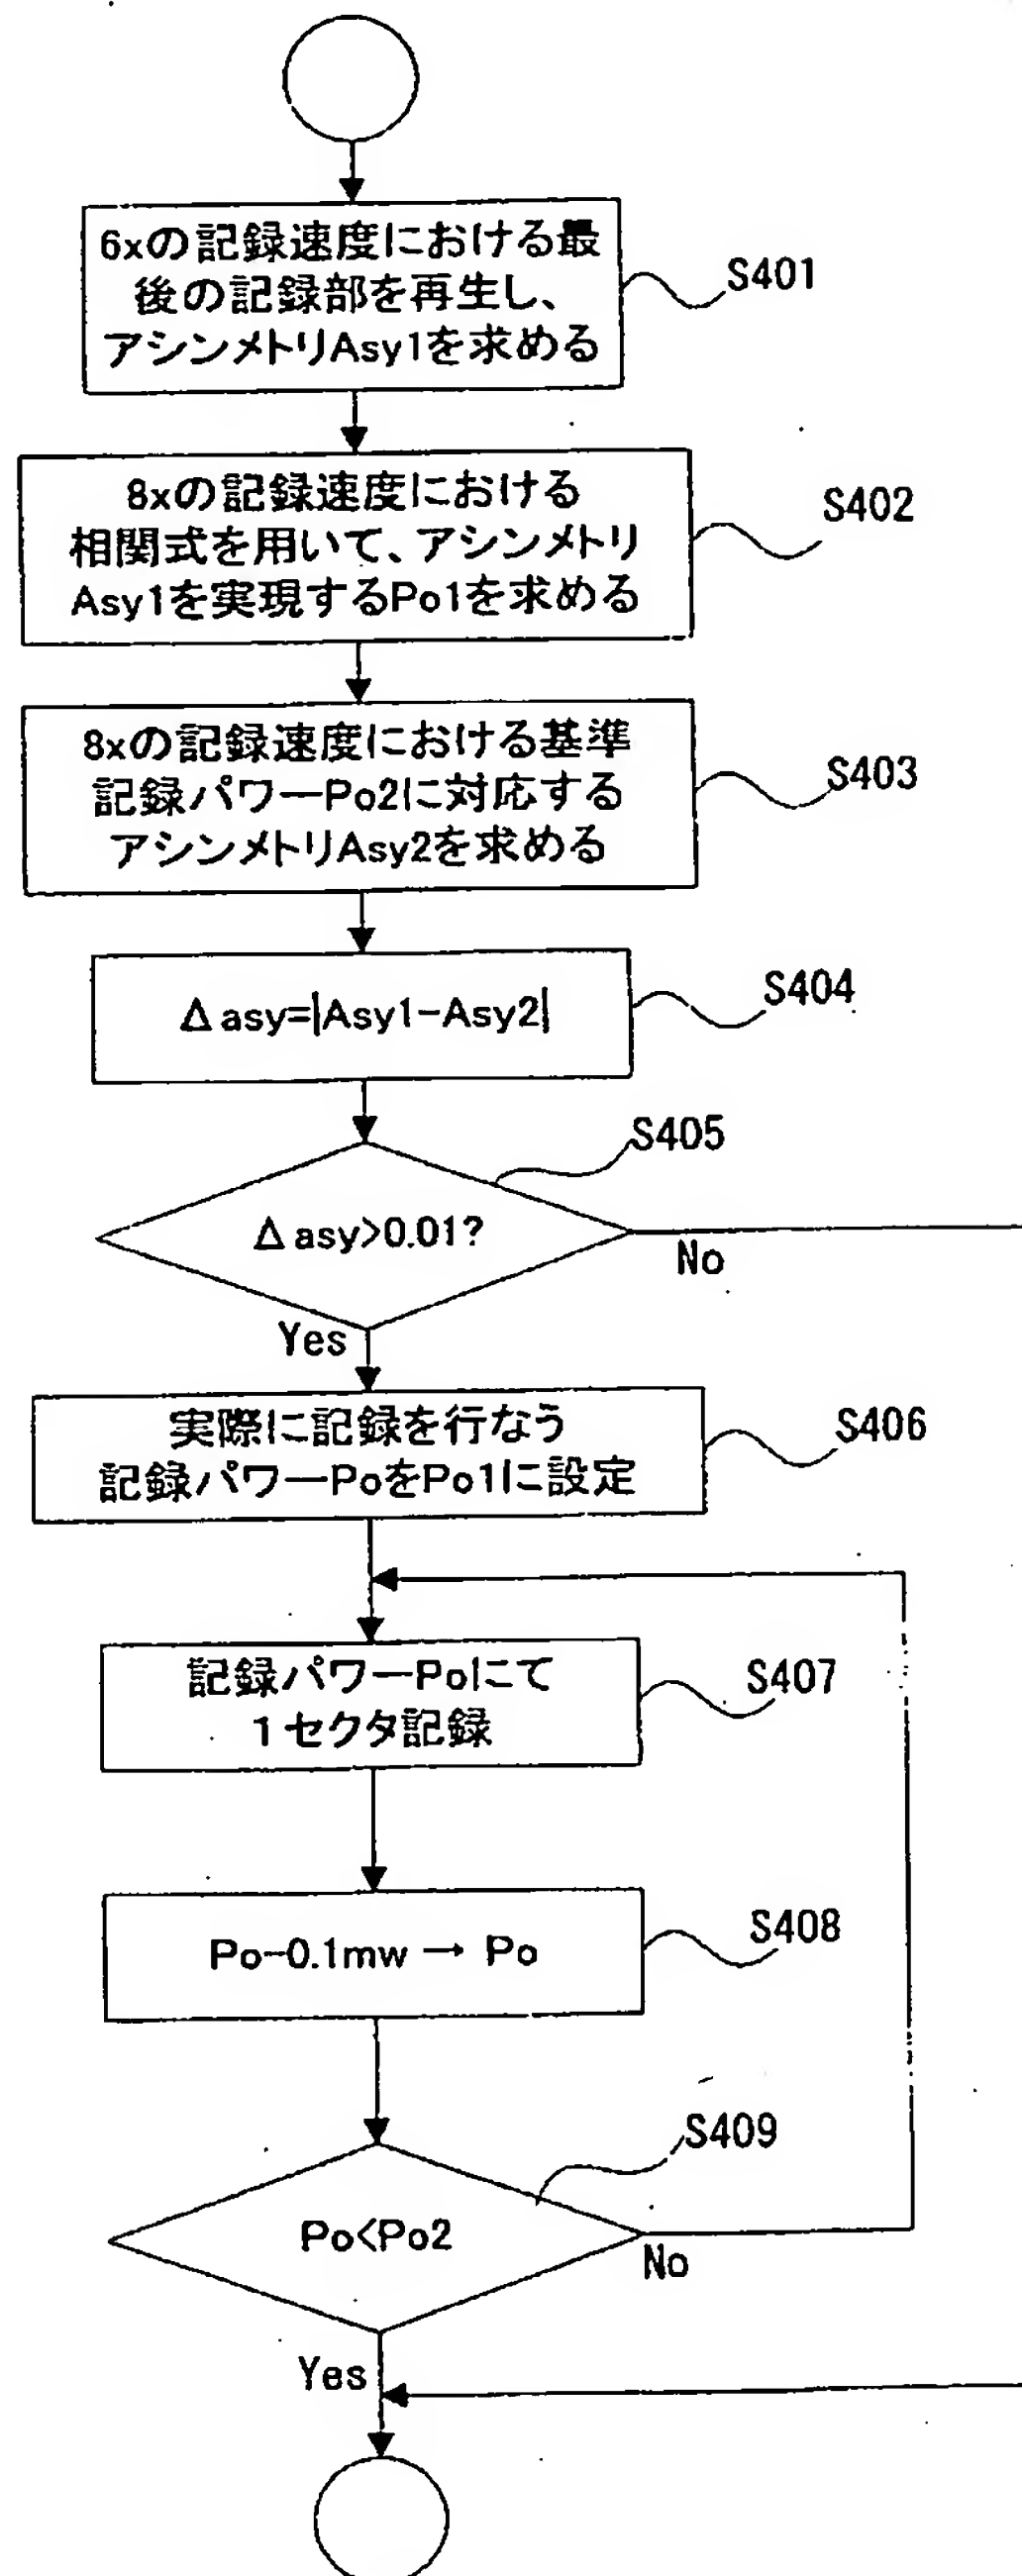 6xの記録速度における最
後の記録部を再生し、
アシンメトリAsy1を求める
S401
8xの記録速度における
相関式を用いて、アシンメトリ
Asy1を実現するPo1を求める
S402
8xの記録速度における基準
記録パワーPo2に対応する
アシンメトリAsy2を求める
S403
Δasy=|Asy1-Asy2|
S404
S405
Δasy>0.01?
No
Yes
実際に記録を行なう
記録パワーPoをPo1に設定
S406
記録パワーPoにて
1セクタ記録
S407
Po-0.1mw → Po
S408
S409
Po<Po2
No
Yes